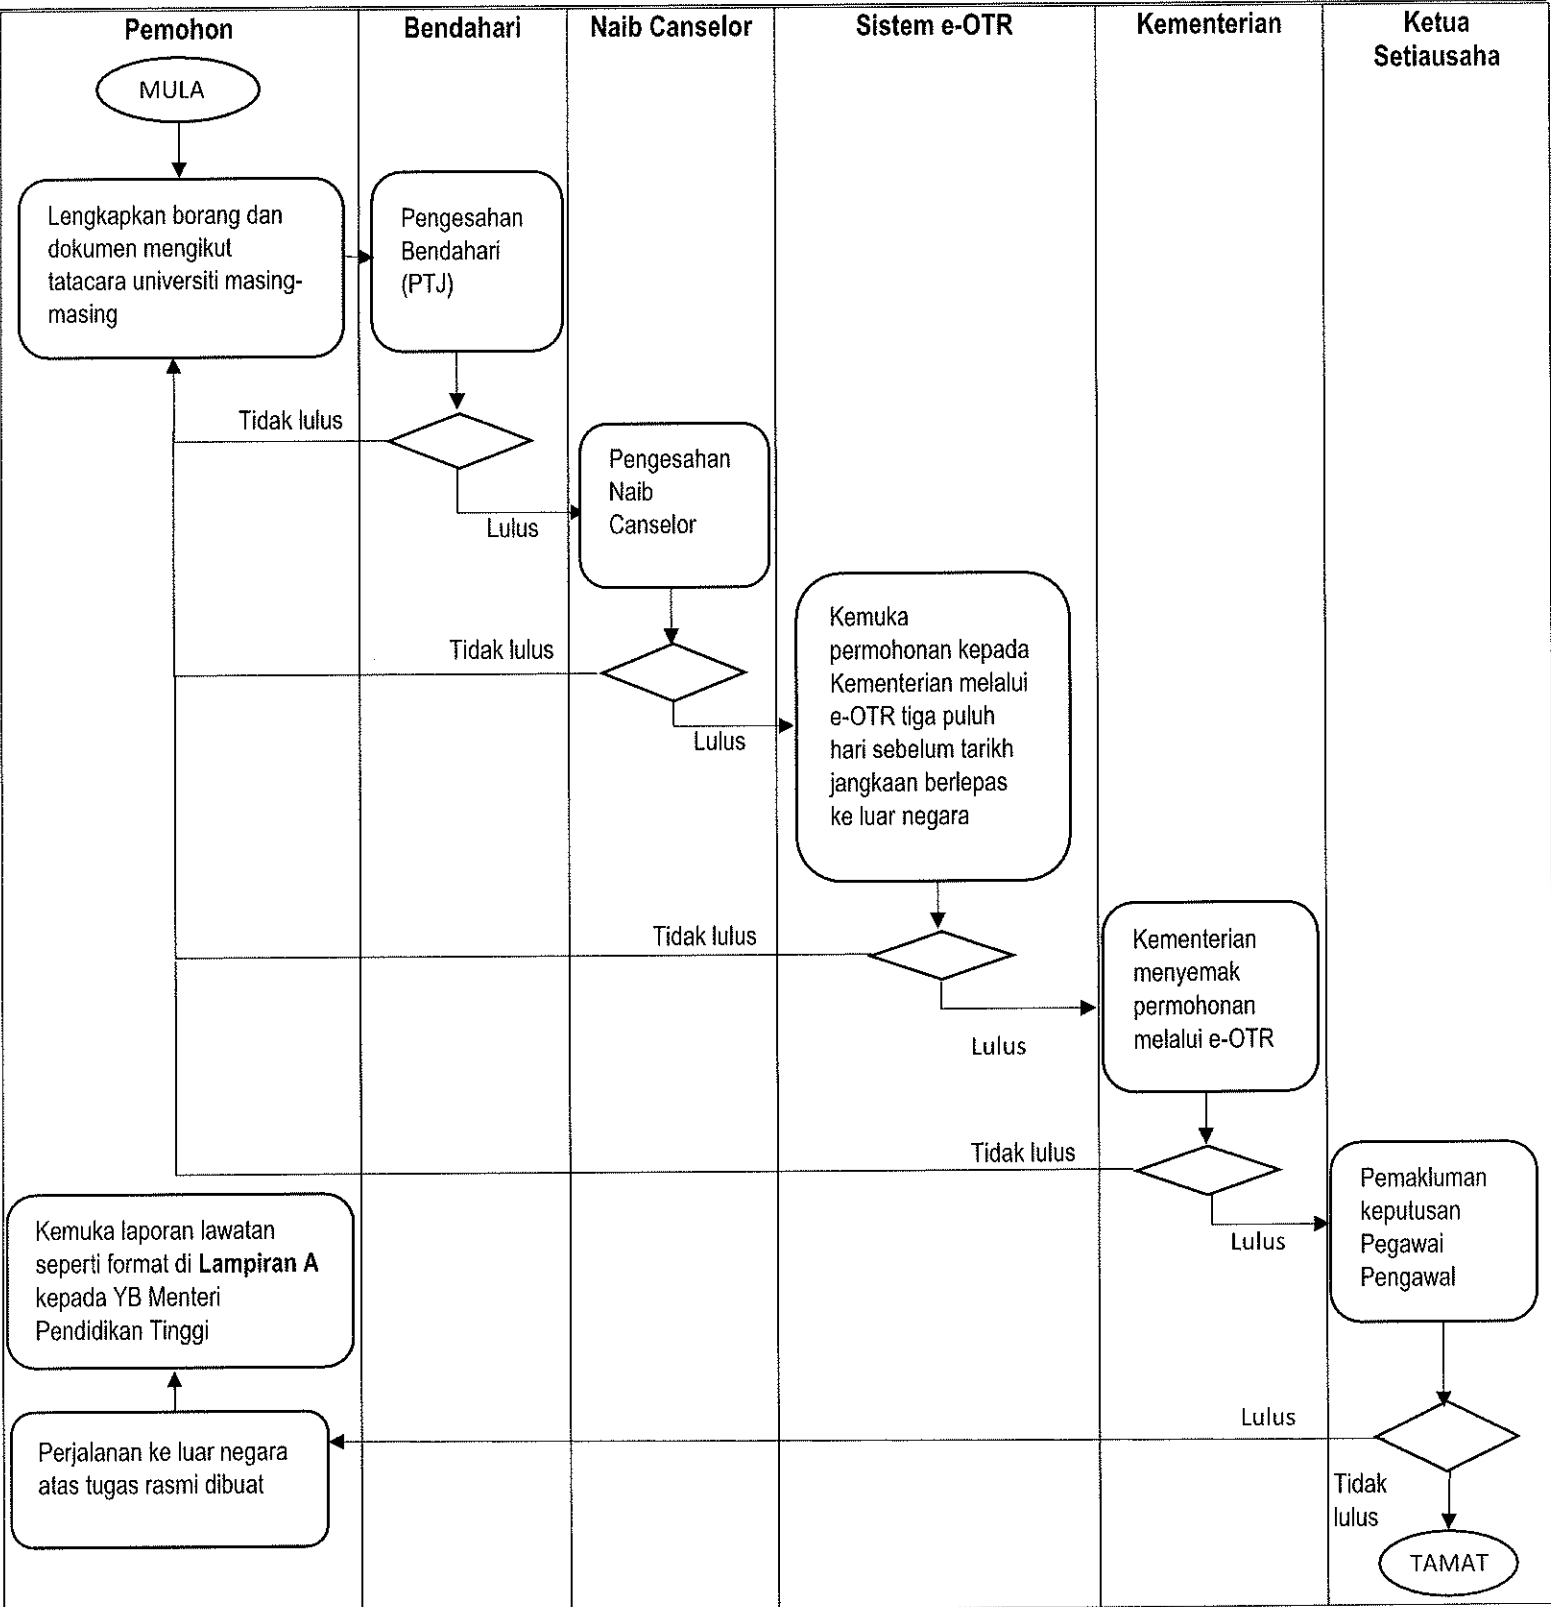 Pemohon
Bendahari
Naib Canselor
Sistem e-OTR
Kementerian
Ketua
Setiausaha
MULA
Lengkapkan borang dan
dokumen mengikut
tatacara universiti masing-
masing
Pengesahan
Bendahari
(PTJ)
Tidak lulus
Lulus
Pengesahan
Naib
Canselor
Tidak lulus
Lulus
Kemuka
permohonan kepada
Kementerian melalui
e-OTR tiga puluh
hari sebelum tarikh
jangkaan berlepas
ke luar negara
Tidak lulus
Lulus
Kementerian
menyemak
permohonan
melalui e-OTR
Tidak lulus
Lulus
Pemakluman
keputusan
Pegawai
Pengawal
Lulus
Tidak
lulus
TAMAT
Perjalanan ke luar negara
atas tugas rasmi dibuat
Kemuka laporan lawatan
seperti format di Lampiran A
kepada YB Menteri
Pendidikan Tinggi